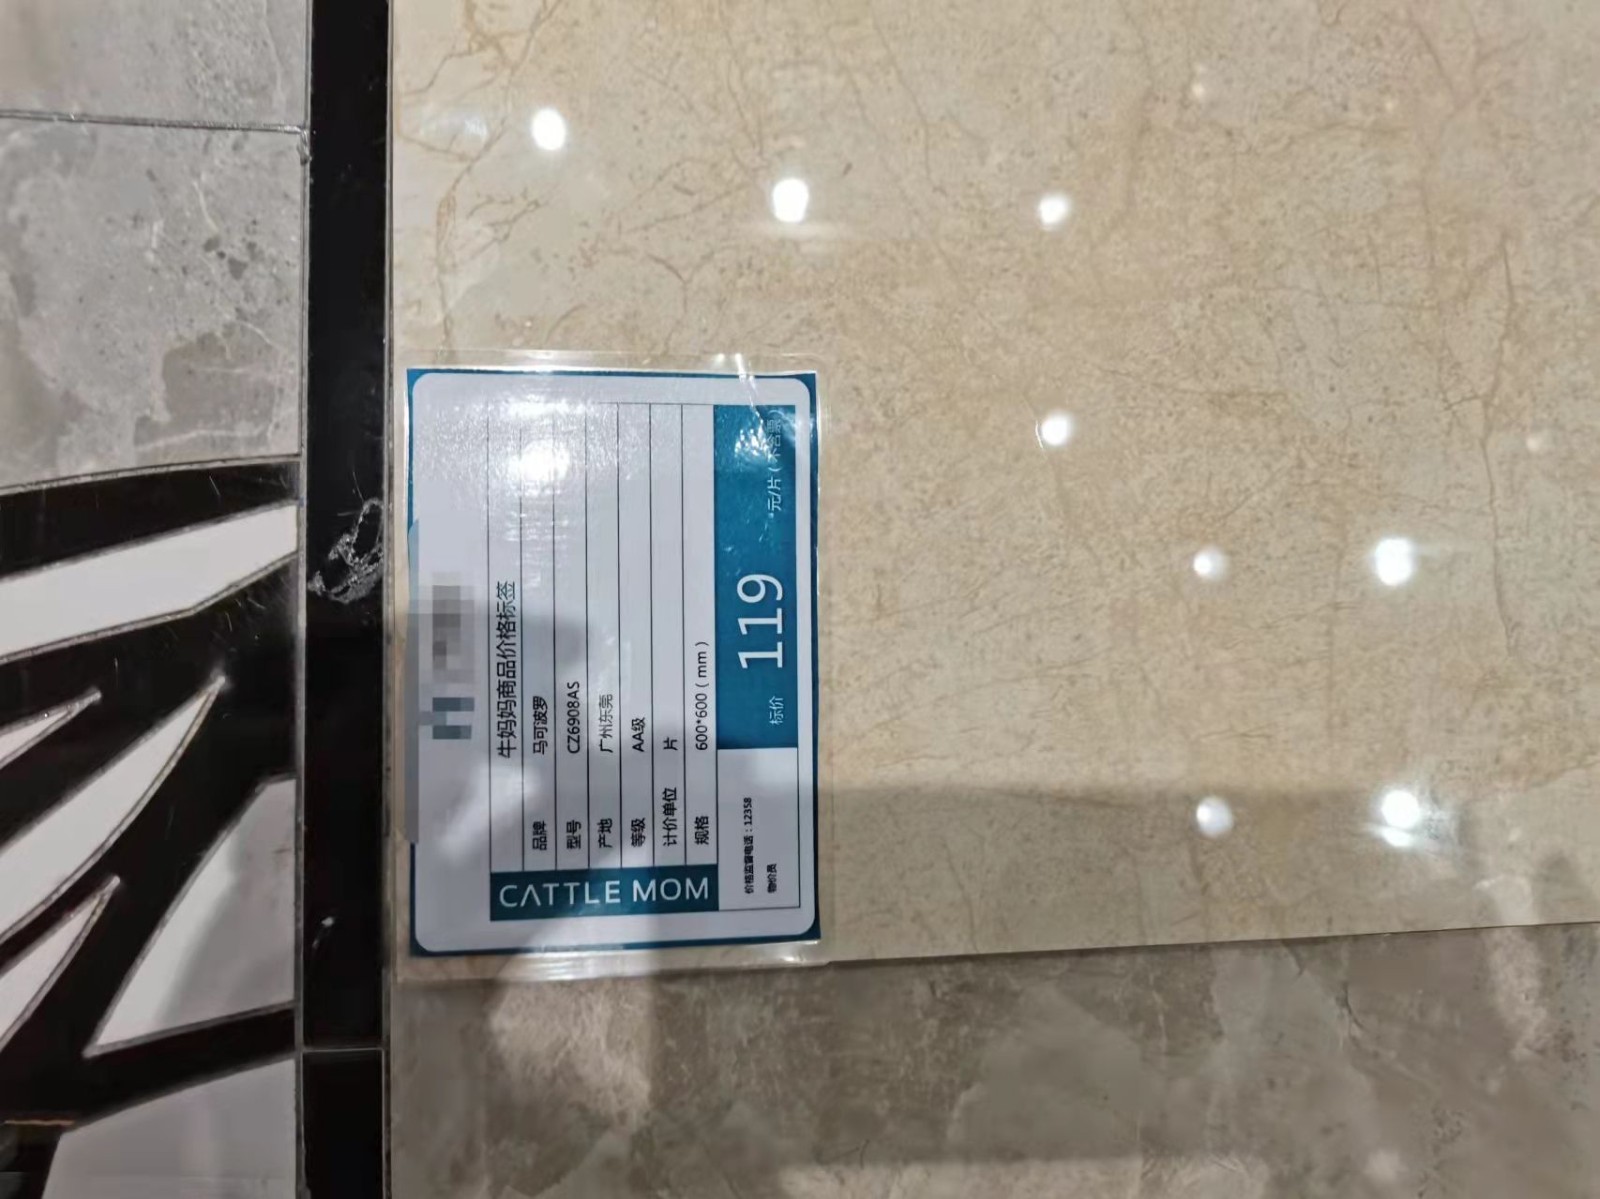 牛妈妈商品价格标签
品牌 马可波罗
型号 CZ6908AS
产地 广州东莞
等级 AA级
计价单位 片
规格 600*600（mm）
CATTLE MOM
标价 119 元/片（不含票）
价格监督电话：12358
物价员